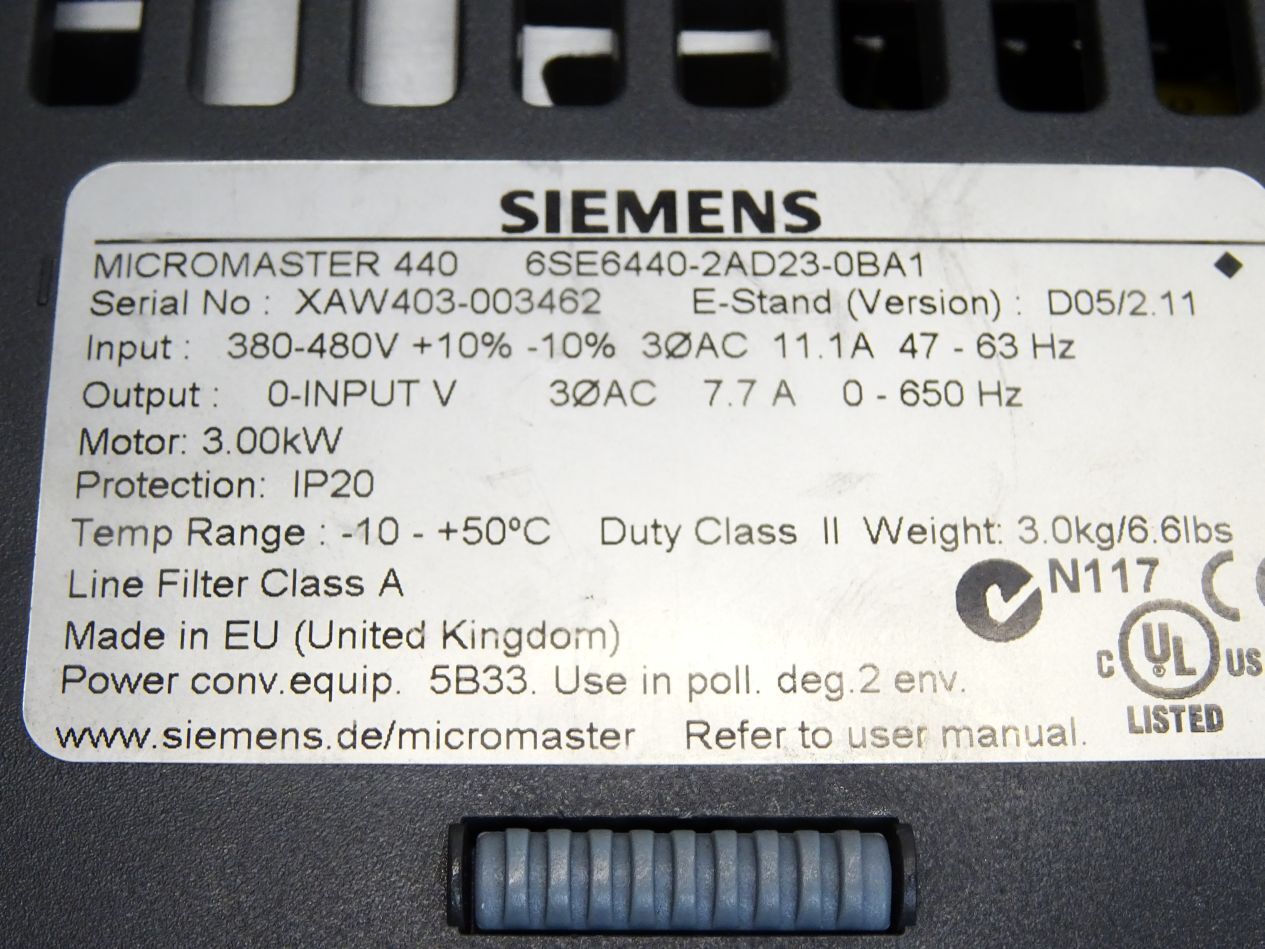 SIEMENS
MICROMASTER 440 6SE6440-2AD23-0BA1
Serial No : XAW403-003462 E-Stand (Version) : D05/2.11
Input : 380-480V +10% -10% 3ØAC 11.1A 47 - 63 Hz
Output : 0-INPUT V 3ØAC 7.7 A 0 - 650 Hz
Motor: 3.00kW
Protection: IP20
Temp Range : -10 - +50ºC Duty Class II Weight: 3.0kg/6.6lbs
Line Filter Class A
N117
Made in EU (United Kingdom)
C UL US
LISTED
Power conv.equip. 5B33. Use in poll. deg.2 env.
www.siemens.de/micromaster Refer to user manual.